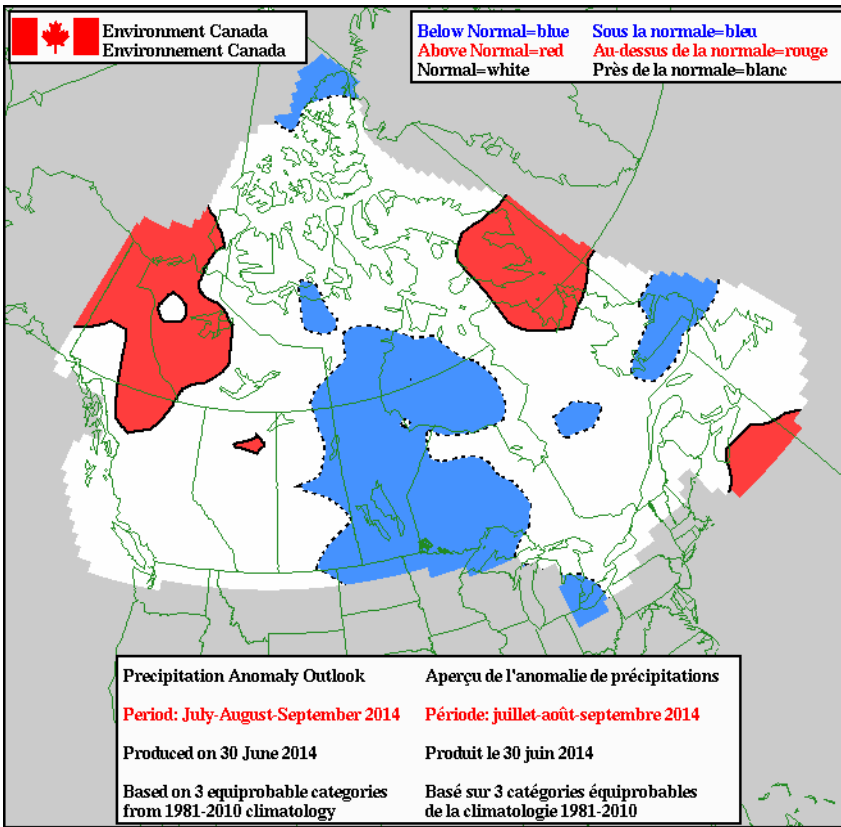 Environment Canada
Environnement Canada
Below Normal=blue Sous la normale=bleu
Above Normal=red Au-dessus de la normale=rouge
Normal=white Près de la normale=blanc
Precipitation Anomaly Outlook Aperçu de l'anomalie de précipitations
Period: July-August-September 2014 Période: juillet-août-septembre 2014
Produced on 30 June 2014 Produit le 30 juin 2014
Based on 3 equiprobable categories Basé sur 3 catégories équiprobables
from 1981-2010 climatology de la climatologie 1981-2010